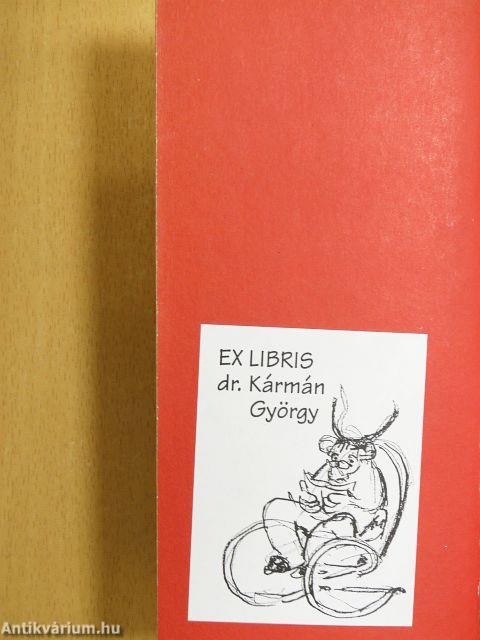 EX LIBRIS
dr. Kármán
György
Antikvárium.hu